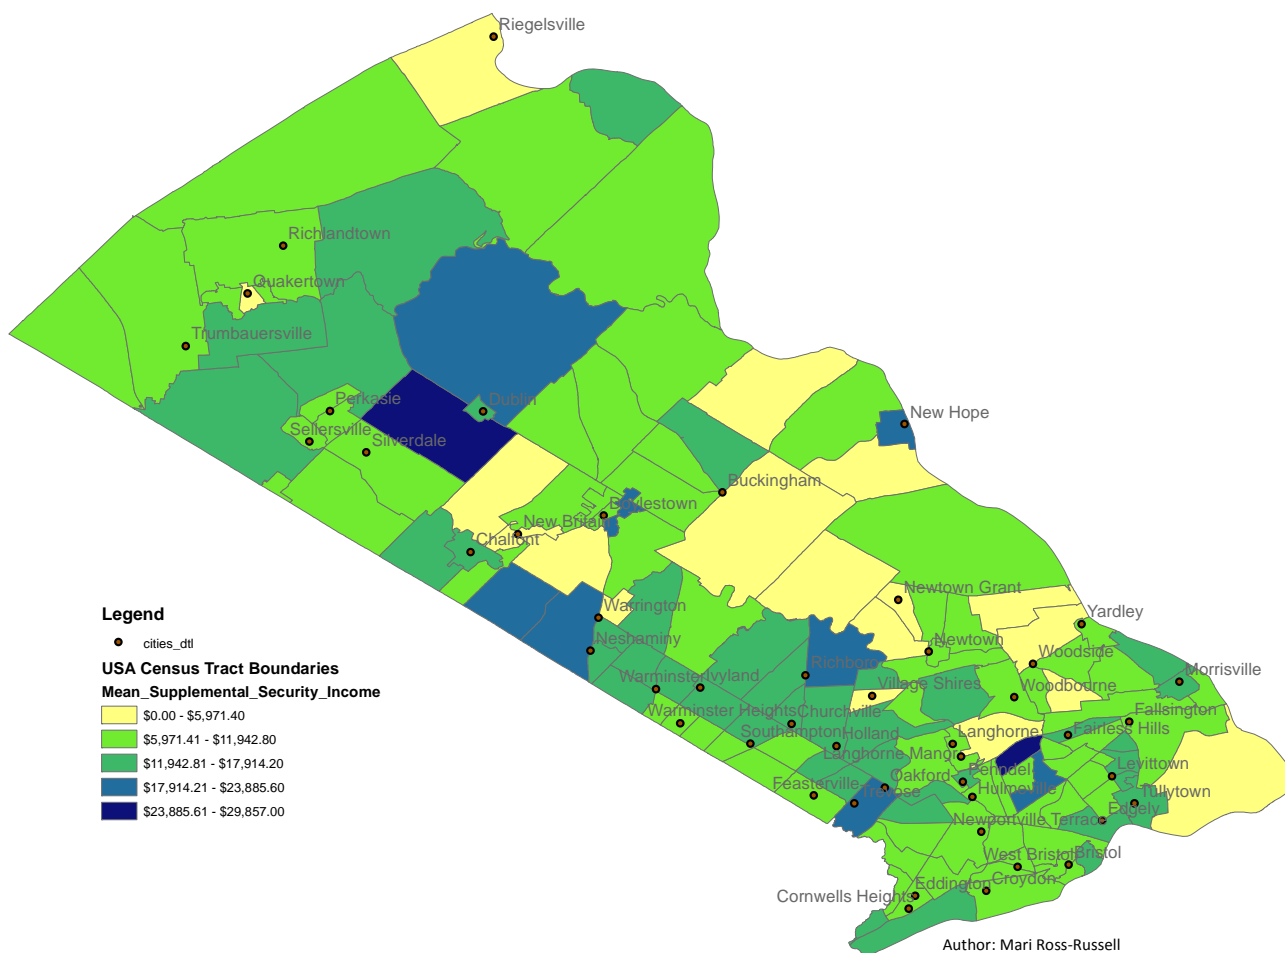 Riegelsville
Richlandtown
Quakertown
Trumbauersville
Perkasie
Dublin
New Hope
Sellersville
Silverdale
Buckingham
Doylestown
New Britain
Chalfont
Newtown Grant
Warrington
Yardley
Neshaminy
Newtown
Woodside
Richboro
Morrisville
Warminster
Ivyland
Village Shires
Woodbourne
Warminster Heights
Churchville
Fallsington
Southampton
Holland
Langhorne
Fairless Hills
Langhorne Manor
Levittown
Feasterville
Oakford
Penndel
Trevose
Hulmeville
Tullytown
Edgely
Newportville Terrace
West Bristol
Bristol
Eddington
Croydon
Cornwells Heights
Legend
cities_dtl
USA Census Tract Boundaries
Mean_Supplemental_Security_Income
$0.00 - $5,971.40
$5,971.41 - $11,942.80
$11,942.81 - $17,914.20
$17,914.21 - $23,885.60
$23,885.61 - $29,857.00
Author: Mari Ross-Russell